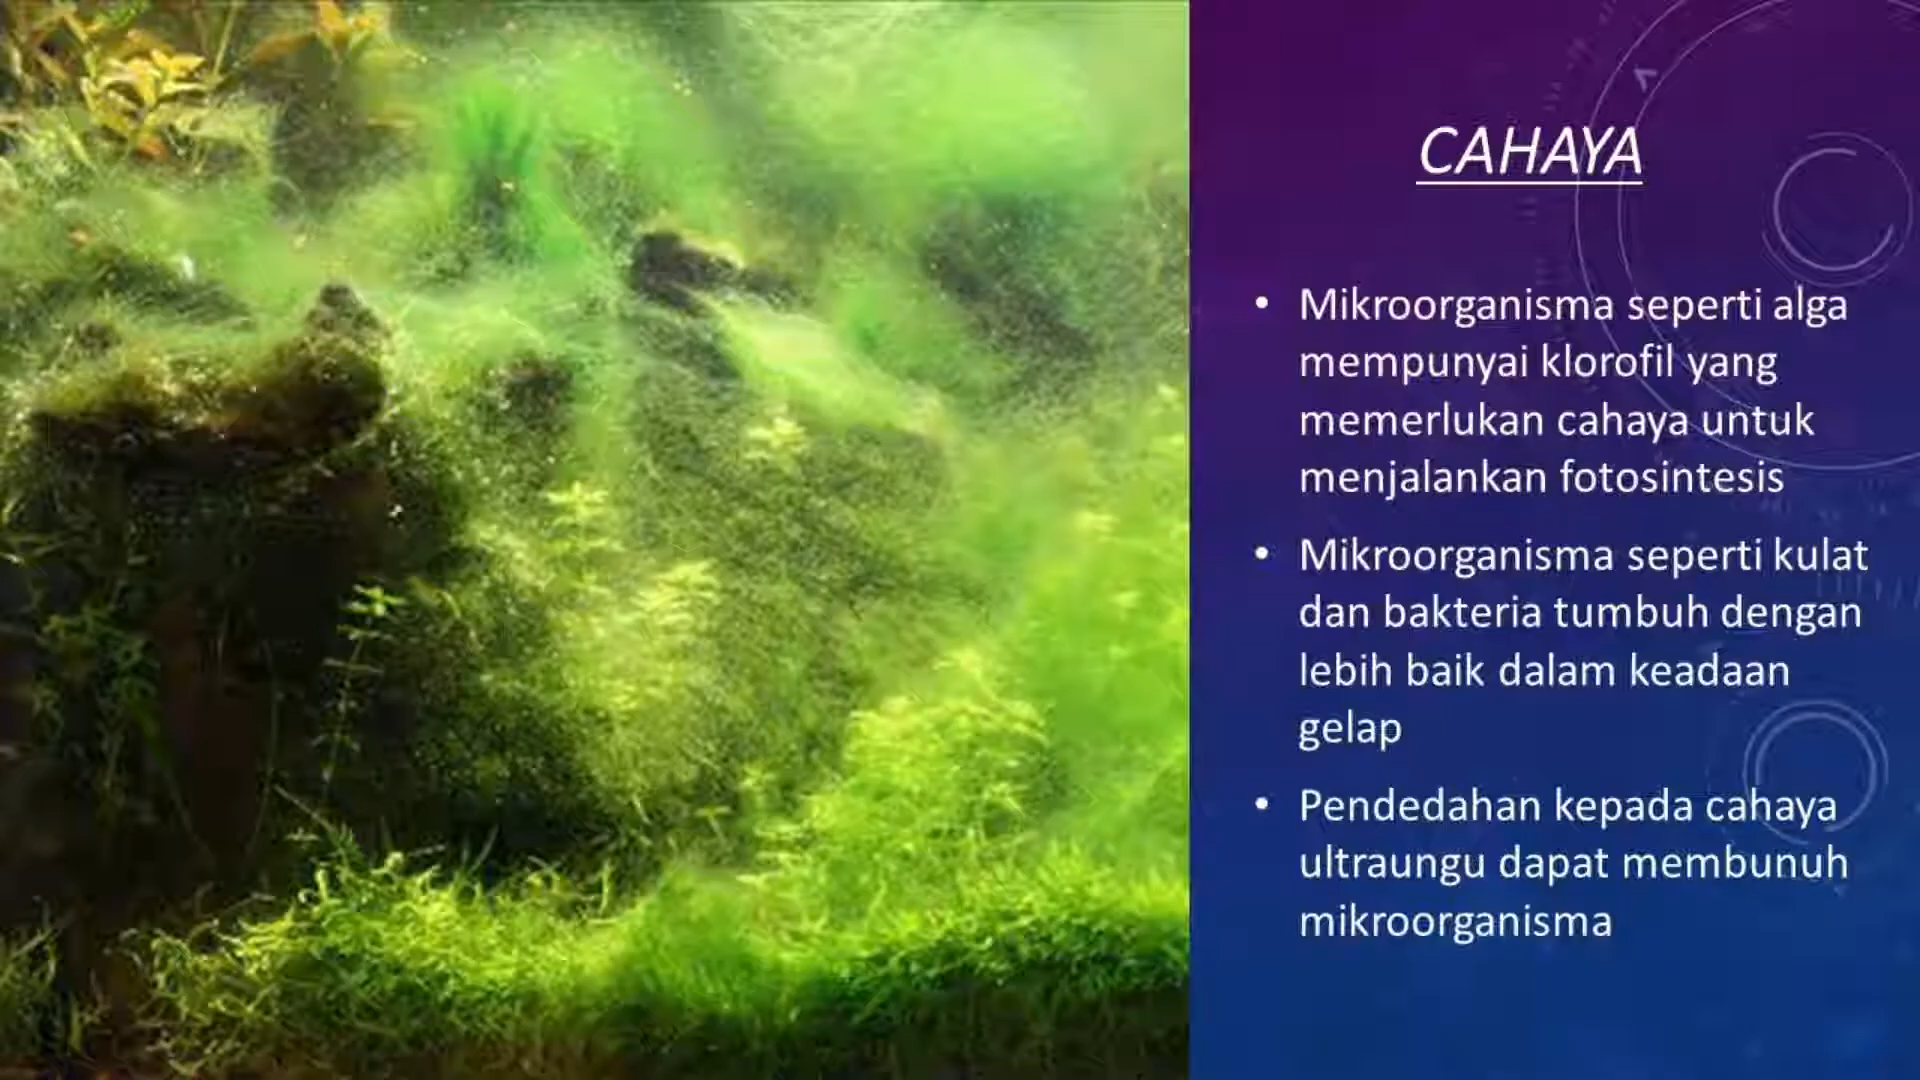 CAHAYA
• Mikroorganisma seperti alga
mempunyai klorofil yang
memerlukan cahaya untuk
menjalankan fotosintesis
• Mikroorganisma seperti kulat
dan bakteria tumbuh dengan
lebih baik dalam keadaan
gelap
• Pendedahan kepada cahaya
ultraungu dapat membunuh
mikroorganisma